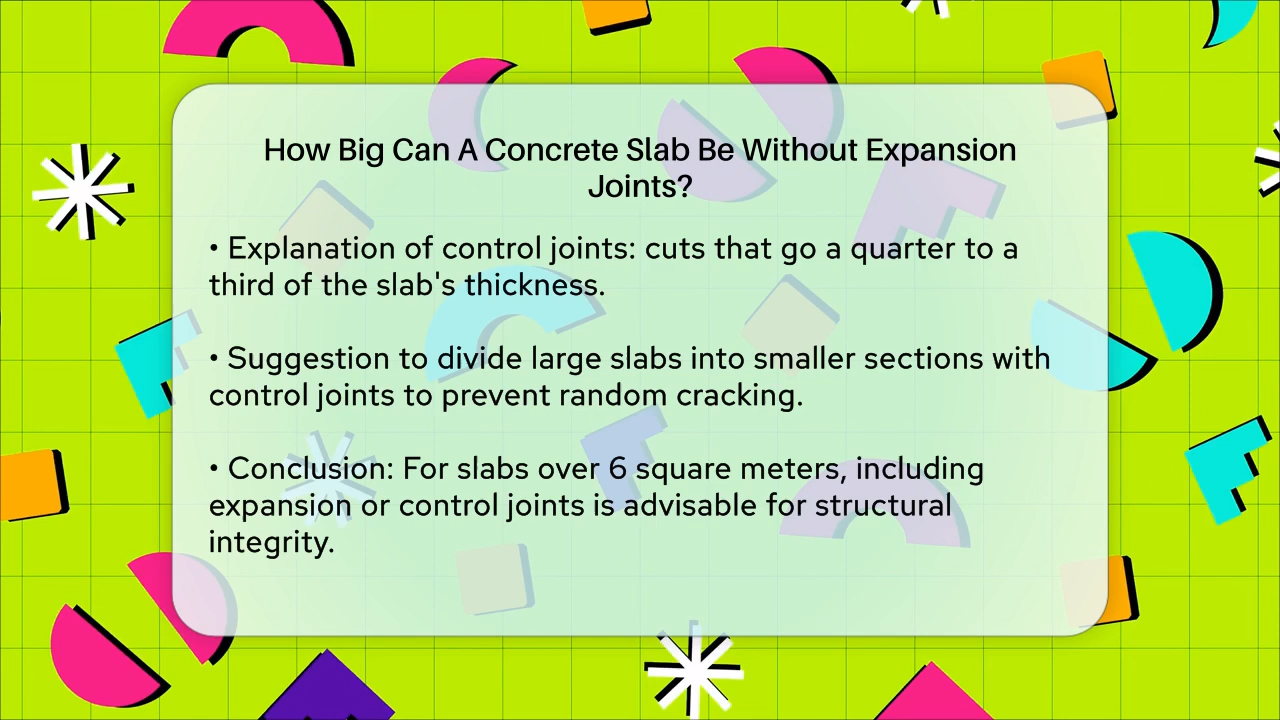 How Big Can A Concrete Slab Be Without Expansion
Joints?
• Explanation of control joints: cuts that go a quarter to a
third of the slab's thickness.
• Suggestion to divide large slabs into smaller sections with
control joints to prevent random cracking.
• Conclusion: For slabs over 6 square meters, including
expansion or control joints is advisable for structural
integrity.